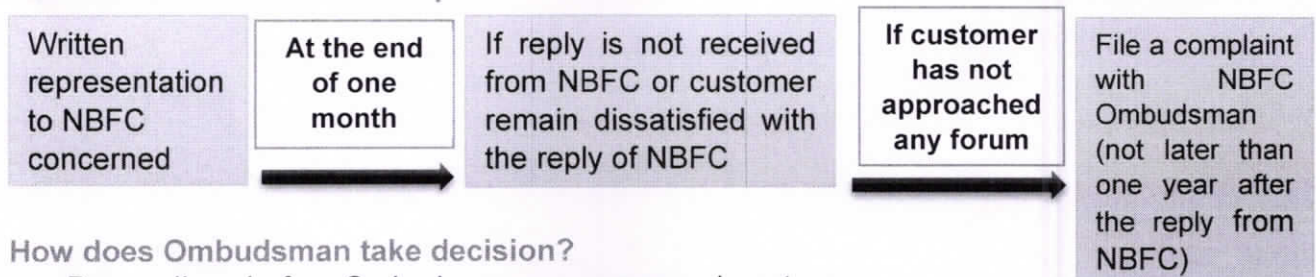 Written
representation
to NBFC
concerned
At the end
of one
month
If reply is not received
from NBFC or customer
remain dissatisfied with
the reply of NBFC
If customer
has not
approached
any forum
File a complaint
with NBFC
Ombudsman
(not later than
one year after
the reply from
NBFC)
How does Ombudsman take decision?